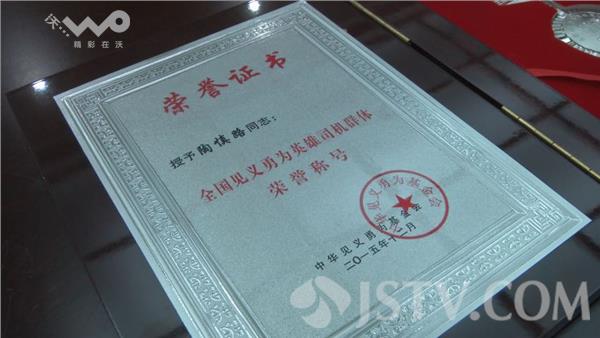 沃
WO
精彩在沃
荣誉证书
授予陶慎路同志：
全国见义勇为英雄司机群体
荣誉称号
中华见义勇为基金会
二〇一五年十二月
JSTV.COM